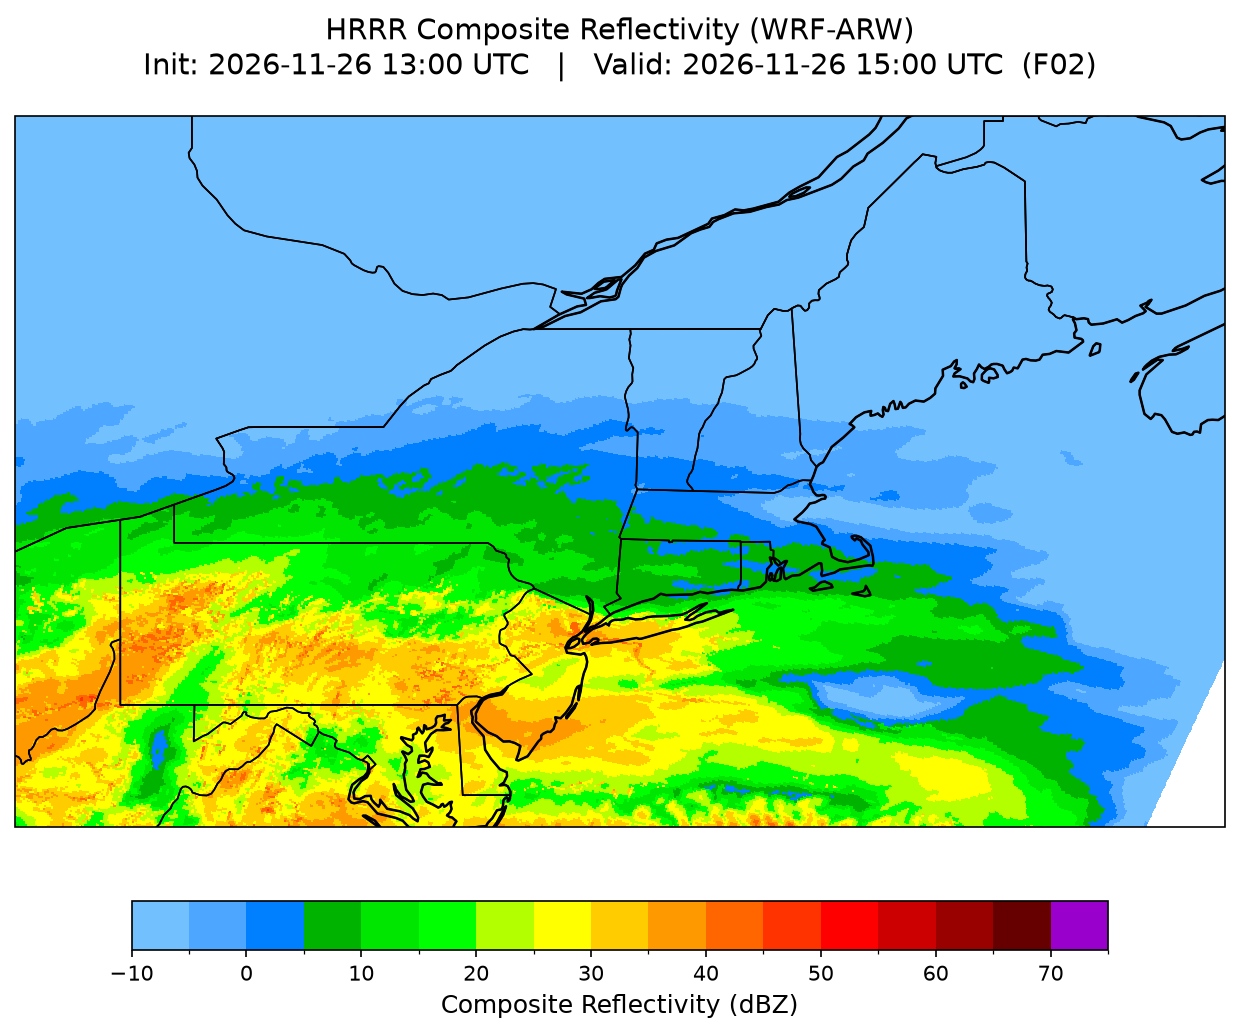 HRRR Composite Reflectivity (WRF-ARW)
Init: 2026-11-26 13:00 UTC | Valid: 2026-11-26 15:00 UTC (F02)
−10 0 10 20 30 40 50 60 70
Composite Reflectivity (dBZ)